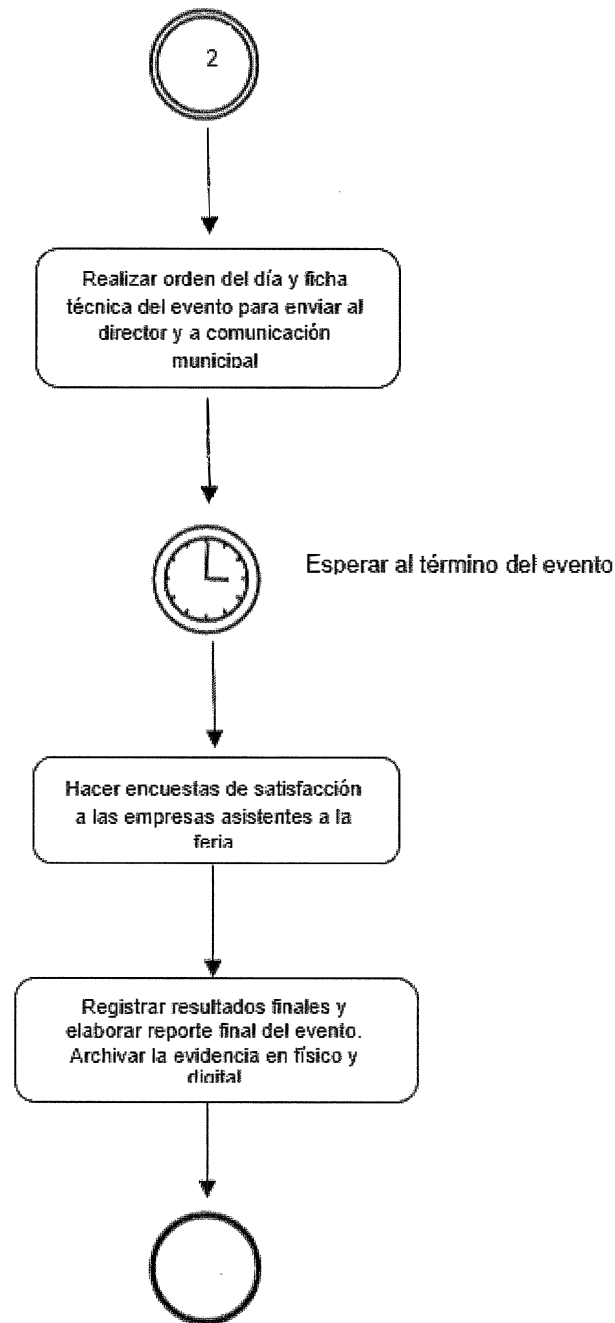 2
Realizar orden del día y ficha
técnica del evento para enviar al
director y a comunicación
municipal
Esperar al término del evento
Hacer encuestas de satisfacción
a las empresas asistentes a la
feria
Registrar resultados finales y
elaborar reporte final del evento.
Archivar la evidencia en físico y
digital